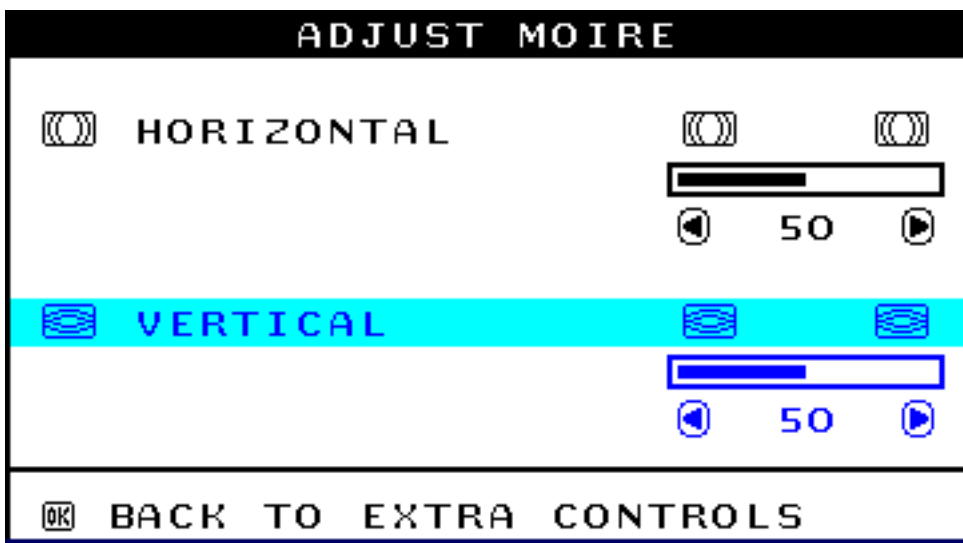 ADJUST MOIRE
HORIZONTAL
50
VERTICAL
50
OK BACK TO EXTRA CONTROLS